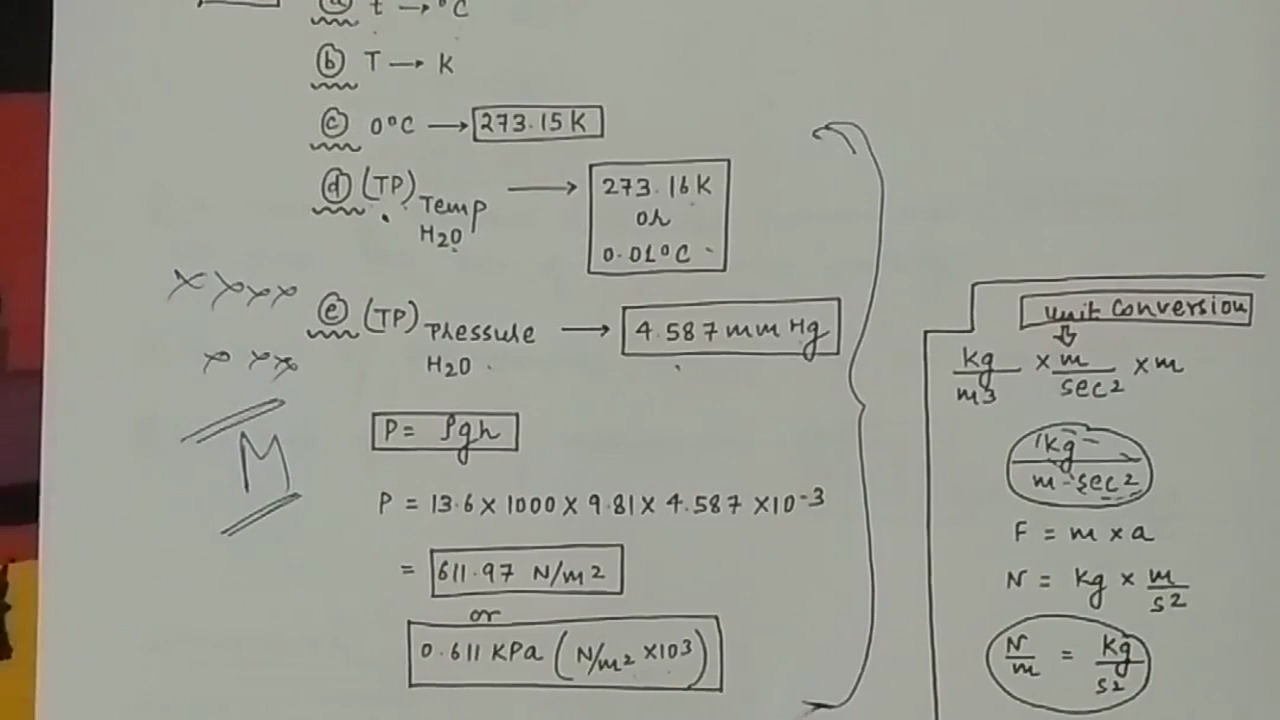 ⓐ t → °C
ⓑ T → K
ⓒ 0°C → 273.15 K
ⓓ (TP) Temp H2O → 273.16 K
or
0.01°C
ⓔ (TP) Pressure H2O → 4.587 mm Hg
P = ρgh
M
P = 13.6 × 1000 × 9.81 × 4.587 × 10-3
= 611.97 N/m2
or
0.611 KPa (N/m2 ×103)
unit conversion
kg/m3 × m/sec2 × m
kg/m-sec2
F = m × a
N = kg × m/s2
N/m = kg/s2